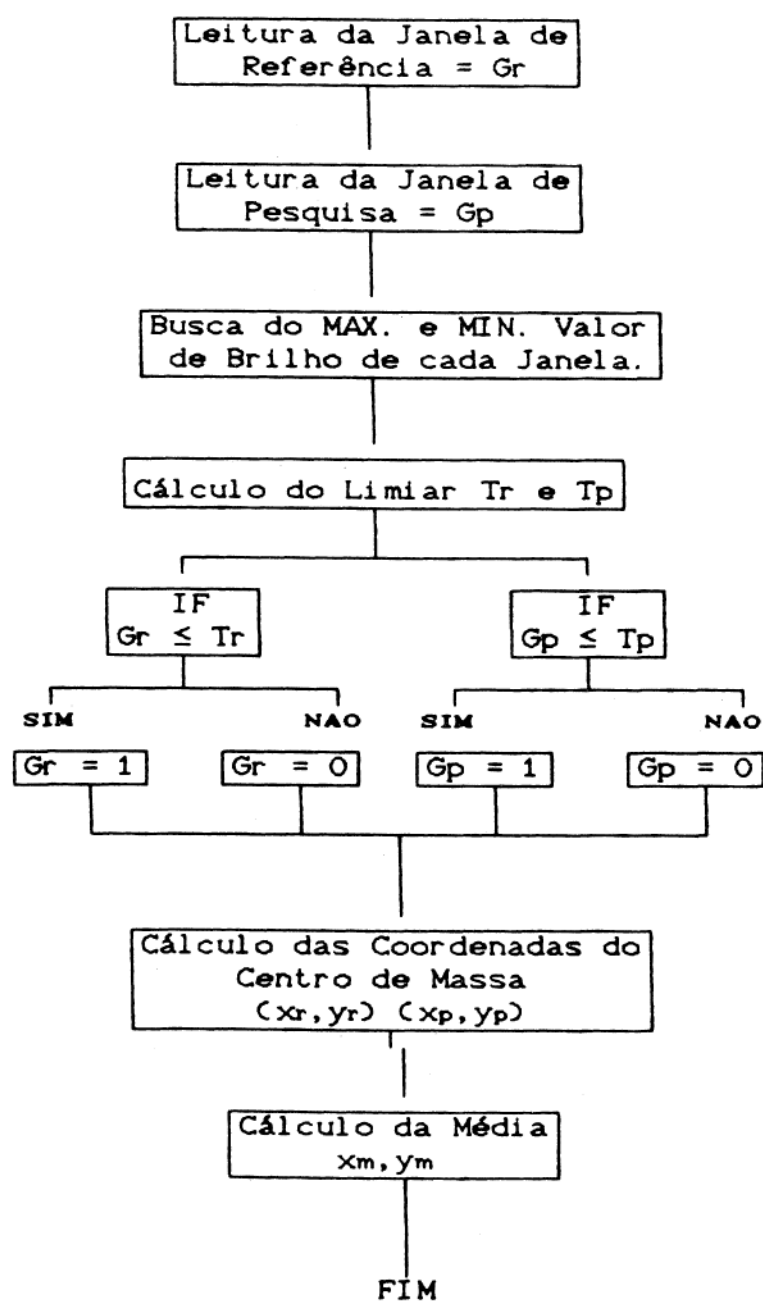 Leitura da Janela de
Referência = Gr
Leitura da Janela de
Pesquisa = Gp
Busca do MAX. e MIN. Valor
de Brilho de cada Janela.
Cálculo do Limiar Tr e Tp
IF
Gr ≤ Tr
IF
Gp ≤ Tp
SIM
NAO
SIM
NAO
Gr = 1
Gr = 0
Gp = 1
Gp = 0
Cálculo das Coordenadas do
Centro de Massa
(xr,yr) (xp,yp)
Cálculo da Média
xm,ym
FIM